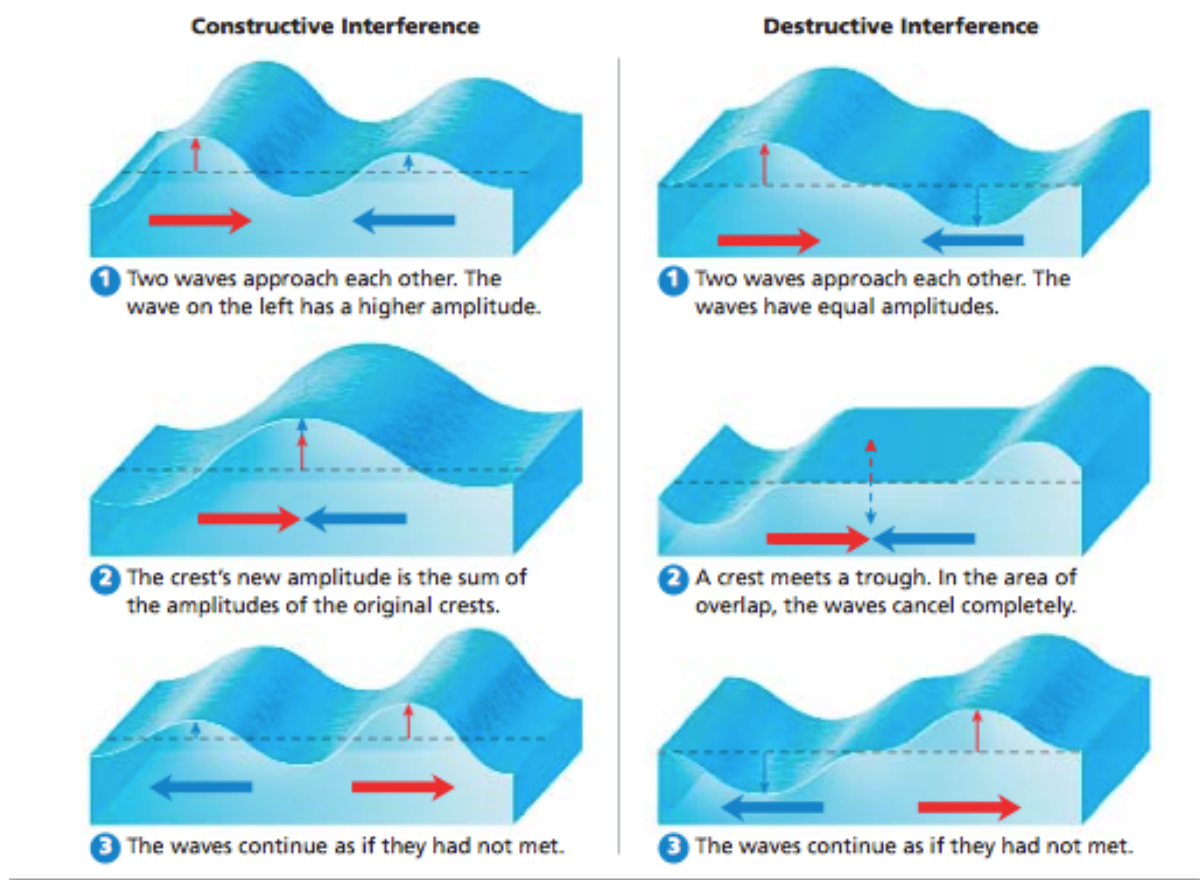 Constructive Interference
1 Two waves approach each other. The
wave on the left has a higher amplitude.
2 The crest's new amplitude is the sum of
the amplitudes of the original crests.
3 The waves continue as if they had not met.
Destructive Interference
1 Two waves approach each other. The
waves have equal amplitudes.
2 A crest meets a trough. In the area of
overlap, the waves cancel completely.
3 The waves continue as if they had not met.